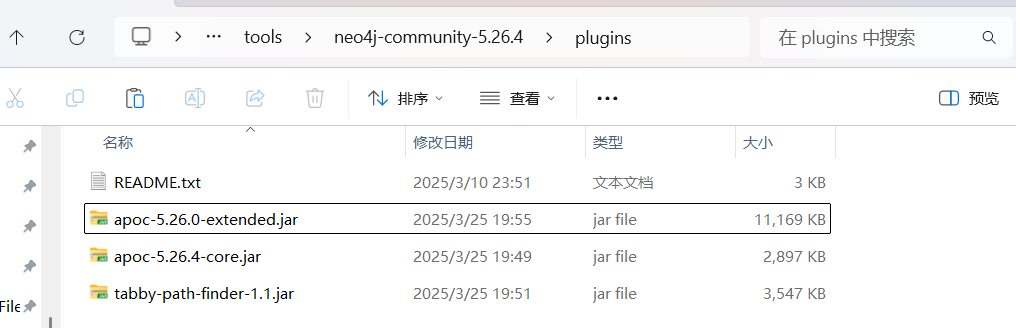 tools > neo4j-community-5.26.4 > plugins
在 plugins 中搜索
排序 查看 预览
名称 修改日期 类型 大小
README.txt 2025/3/10 23:51 文本文档 3 KB
apoc-5.26.0-extended.jar 2025/3/25 19:55 jar file 11,169 KB
apoc-5.26.4-core.jar 2025/3/25 19:49 jar file 2,897 KB
tabby-path-finder-1.1.jar 2025/3/25 19:51 jar file 3,547 KB
File